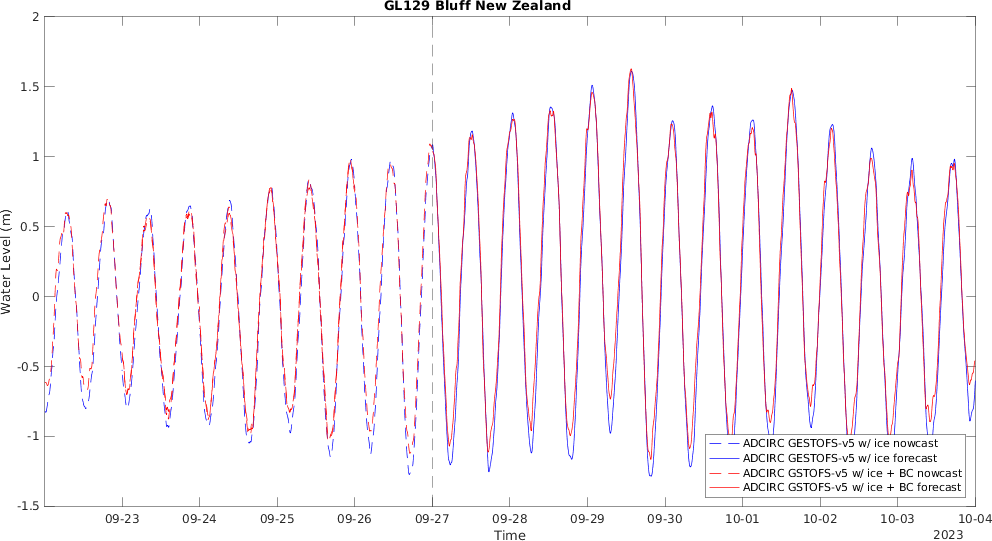 GL129 Bluff New Zealand
2
1.5
1
0.5
0
-0.5
-1
-1.5
Water Level (m)
ADCIRC GESTOFS-v5 w/ ice nowcast
ADCIRC GESTOFS-v5 w/ ice forecast
ADCIRC GSTOFS-v5 w/ ice + BC nowcast
ADCIRC GSTOFS-v5 w/ ice + BC forecast
09-23 09-24 09-25 09-26 09-27 09-28 09-29 09-30 10-01 10-02 10-03 10-04
Time
2023